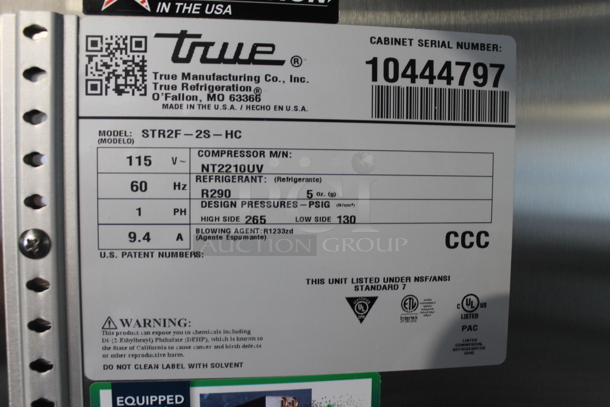 IN THE USA
true®
True Manufacturing Co., Inc.
True Refrigeration®
O'Fallon, MO 63366
MADE IN THE U.S.A. / HECHO EN U.S.A.
CABINET SERIAL NUMBER:
10444797
MODEL: STR2F-2S-HC
(MODELO)
115 V~
COMPRESSOR M/N:
NT2210UV
60 Hz
REFRIGERANT: (Refrigerante)
R290 5 oz. (g)
1 PH
DESIGN PRESSURES-PSIG
HIGH SIDE 265 LOW SIDE 130
9.4 A
BLOWING AGENT: R1233zd
(Agente Espumante)
CCC
U.S. PATENT NUMBERS:
AUCTION GROUP
THIS UNIT LISTED UNDER NSF/ANSI
STANDARD 7
LISTED
PAC
WARNING:
This product can expose you to chemicals including
Di-(2-Ethylhexyl) Phthalate (DEHP), which is known to
the State of California to cause cancer and birth defects
or other reproductive harm.
DO NOT CLEAN LABEL WITH SOLVENT
EQUIPPED